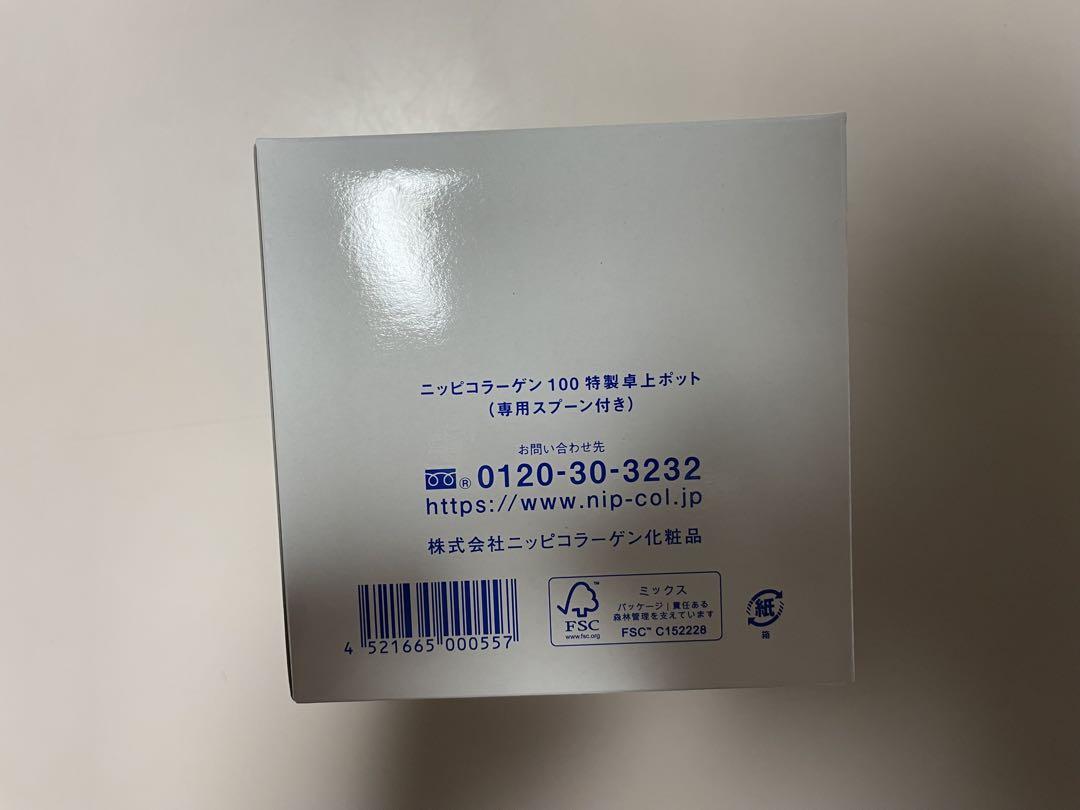 ニッピコラーゲン100 特製卓上ポット
(専用スプーン付き)
お問い合わせ先
® 0120-30-3232
https://www.nip-col.jp
株式会社ニッピコラーゲン化粧品
4 521665 000557
FSC™
www.fsc.org
ミックス
パッケージ | 責任ある
森林管理を支えています
FSC™ C152228
紙
箱